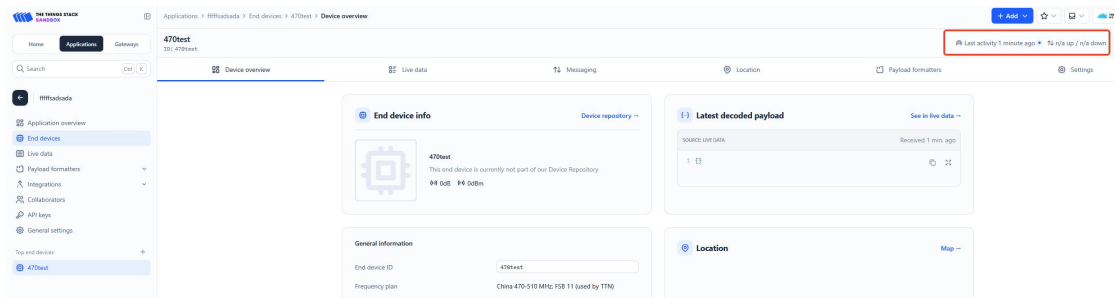 THE THINGS STACK
SANDBOX
Applications > fffffsadsada > End devices > 470test > Device overview
+ Add
Home Applications Gateways
470test
ID: 470test
Last activity 1 minute ago • n/a up / n/a down
Search Ctrl K
Device overview Live data Messaging Location Payload formatters Settings
fffffsadsada
Application overview
End devices
Live data
Payload formatters
Integrations
Collaborators
API keys
General settings
Top end devices +
470test
End device info Device repository →
470test
This end device is currently not part of our Device Repository
0dB 0dBm
Latest decoded payload See in live data →
SOURCE: LIVE DATA Received 1 min. ago
1 {}
General information
End device ID 470test
Frequency plan China 470-510 MHz, FSB 11 (used by TTN)
Location Map →